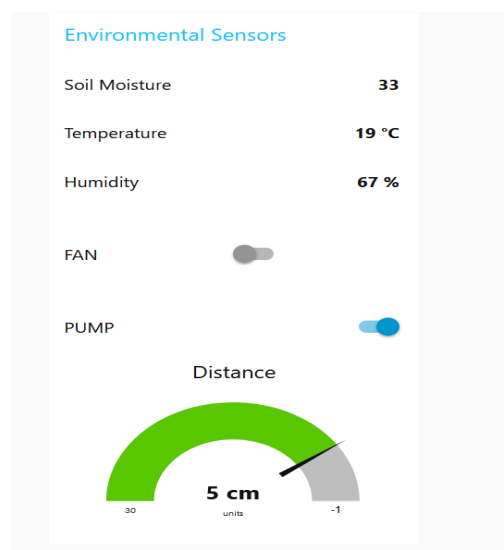 Environmental Sensors
Soil Moisture 33
Temperature 19 °C
Humidity 67 %
FAN
PUMP
Distance
5 cm
30 units -1